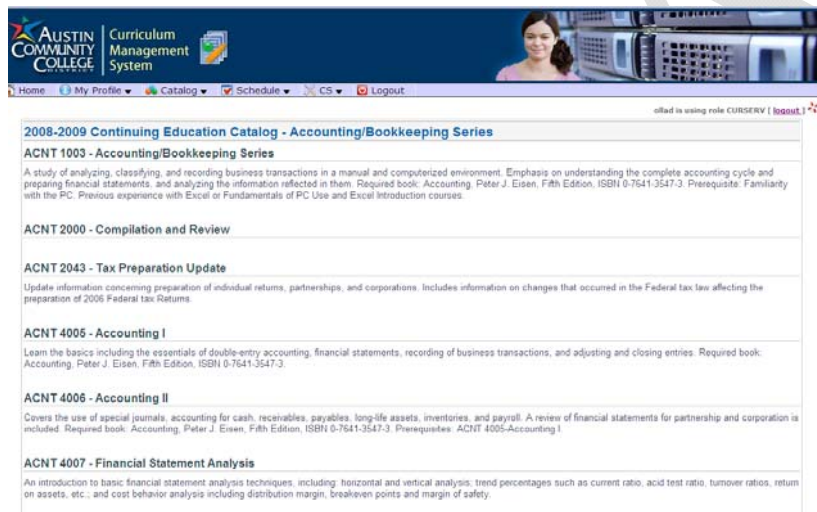 AUSTIN
COMMUNITY
COLLEGE
DISTRICT
Curriculum
Management
System
Home My Profile Catalog Schedule CS Logout
ollad is using role CURSERV [ logout ]
2008-2009 Continuing Education Catalog - Accounting/Bookkeeping Series
ACNT 1003 - Accounting/Bookkeeping Series
A study of analyzing, classifying, and recording business transactions in a manual and computerized environment. Emphasis on understanding the complete accounting cycle and
preparing financial statements, and analyzing the information reflected in them. Required book: Accounting, Peter J. Eisen, Fifth Edition, ISBN 0-7641-3547-3. Prerequisite: Familiarity
with the PC. Previous experience with Excel or Fundamentals of PC Use and Excel Introduction courses.
ACNT 2000 - Compilation and Review
ACNT 2043 - Tax Preparation Update
Update information concerning preparation of individual returns, partnerships, and corporations. Includes information on changes that occurred in the Federal tax law affecting the
preparation of 2006 Federal tax Returns.
ACNT 4005 - Accounting I
Learn the basics including the essentials of double-entry accounting, financial statements, recording of business transactions, and adjusting and closing entries. Required book:
Accounting, Peter J. Eisen, Fifth Edition, ISBN 0-7641-3547-3.
ACNT 4006 - Accounting II
Covers the use of special journals, accounting for cash, receivables, payables, long-life assets, inventories, and payroll. A review of financial statements for partnership and corporation is
included. Required book: Accounting, Peter J. Eisen, Fifth Edition, ISBN 0-7641-3547-3. Prerequisites: ACNT 4005-Accounting I.
ACNT 4007 - Financial Statement Analysis
An introduction to basic financial statement analysis techniques, including: horizontal and vertical analysis; trend percentages such as current ratio, acid test ratio, turnover ratios, return
on assets, etc.; and cost behavior analysis including distribution margin, breakeven points and margin of safety.